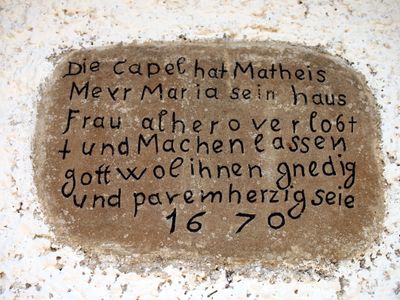 Die Capel hat Matheis
Meyr Maria sein haus
Frau alhero verlobt
+ und Machen lassen
gott wol ihnen gnedig
und paremherzig seie
1670